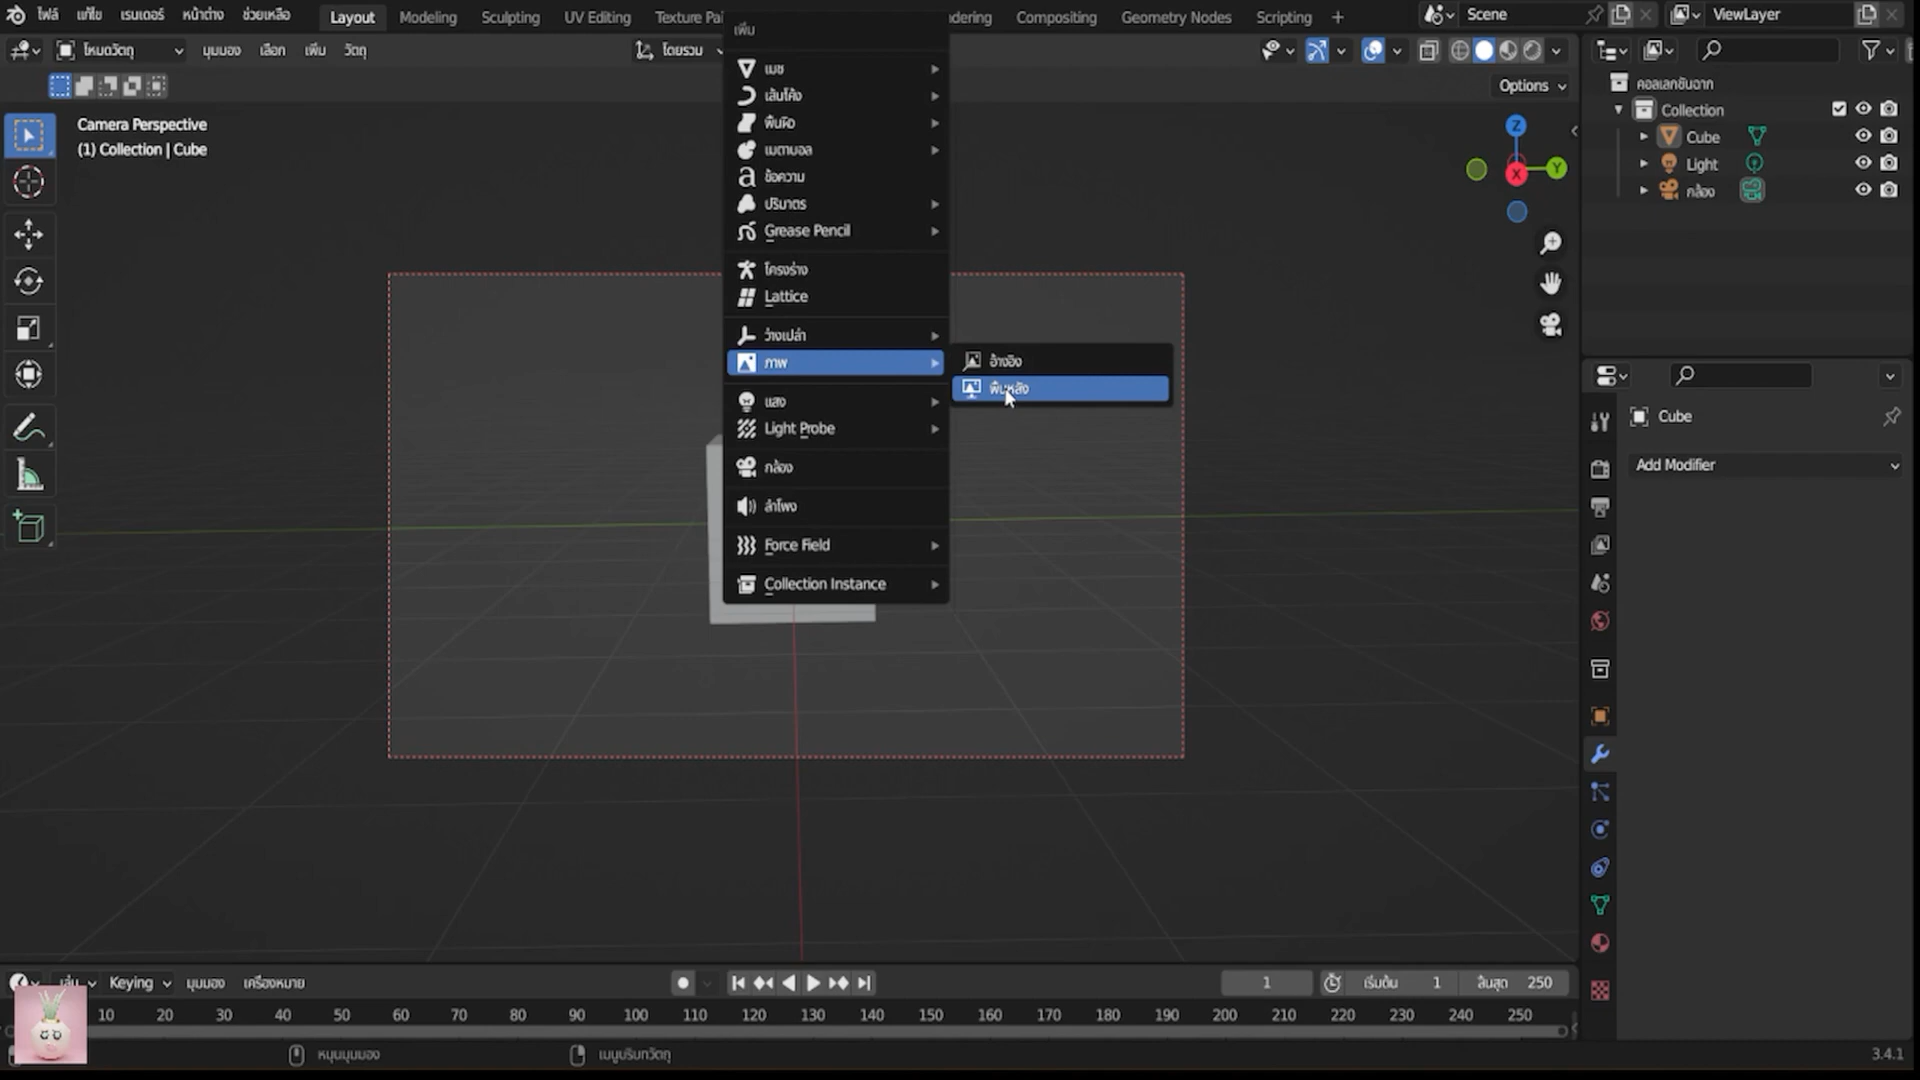 ไฟล์ แก้ไข เรนเดอร์ หน้าต่าง ช่วยเหลือ Layout Modeling Sculpting UV Editing Texture Pai dering Compositing Geometry Nodes Scripting + Scene ViewLayer
โหมดวัตถุ มุมมอง เลือก เพิ่ม วัตถุ โดยรวม
Options
Camera Perspective
(1) Collection | Cube
เพิ่ม
เมช
เส้นโค้ง
พื้นผิว
เมตาบอล
ข้อความ
ปริมาตร
Grease Pencil
โครงร่าง
Lattice
ว่างเปล่า
ภาพ
แสง
Light Probe
กล้อง
ลำโพง
Force Field
Collection Instance
อ้างอิง
พื้นหลัง
Z
Y
X
คอลเลกชันฉาก
Collection
Cube
Light
กล้อง
Cube
Add Modifier
เล่น Keying มุมมอง เครื่องหมาย 1 เริ่มต้น 1 สิ้นสุด 250
10 20 30 40 50 60 70 80 90 100 110 120 130 140 150 160 170 180 190 200 210 220 230 240 250
หมุนมุมมอง เมนูบริบทวัตถุ 3.4.1